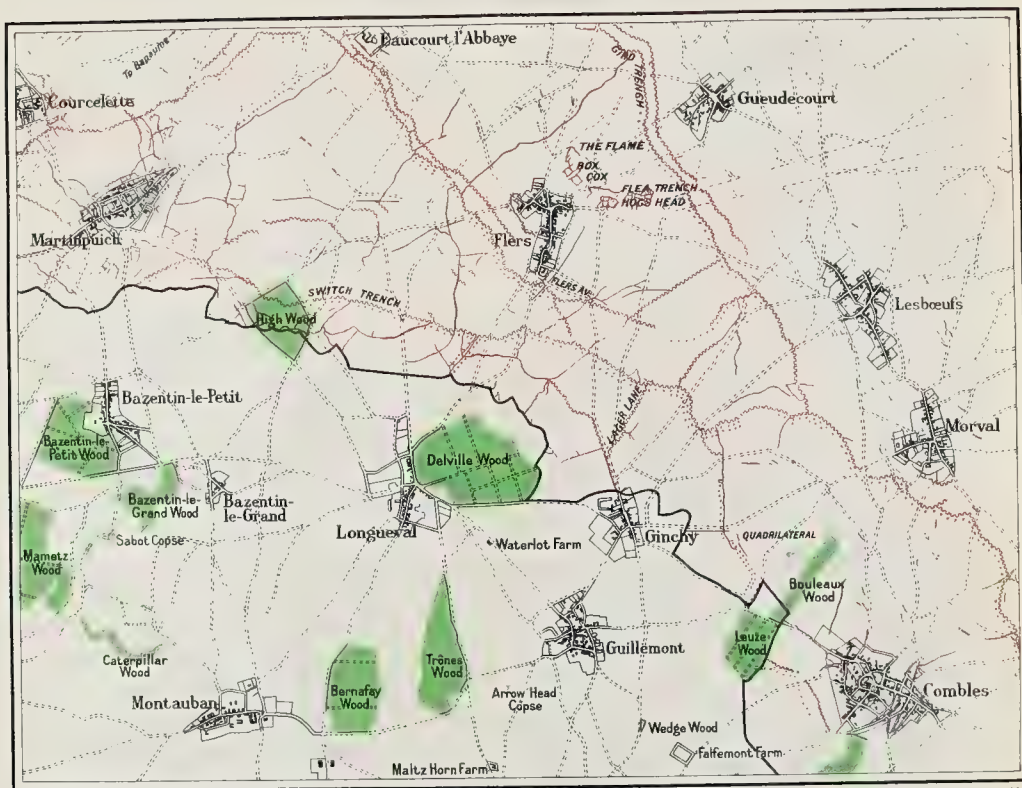 Eaucourt l'Abbaye
To Bapaume
GIRD TRENCH
Courcelette
Gueudecourt
THE FLAME
BOX
COX
FLEA TRENCH
HOGS HEAD
Martinpuich
Flers
FLERS AV.
SWITCH TRENCH
High Wood
Lesbœufs
Bazentin-le-Petit
LAGER LANE
Morval
Bazentin-le-
Petit Wood
Delville Wood
Bazentin-le-
Grand Wood
Bazentin-
le-Grand
Longueval
Sabot Copse
Waterlot Farm
Ginchy
QUADRILATERAL
Mametz
Wood
Bouleaux
Wood
Leuze
Wood
Guillemont
Caterpillar
Wood
Trônes
Wood
Bernafay
Wood
Arrow Head
Copse
Combles
Montauban
Wedge Wood
Falfemont Farm
Maltz Horn Farm